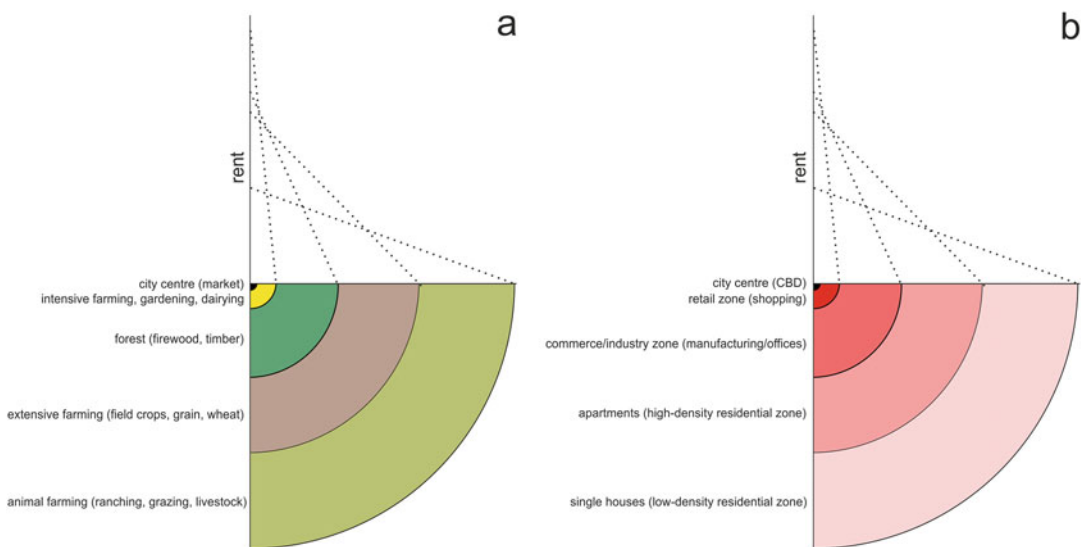 a
rent
city centre (market)
intensive farming, gardening, dairying
forest (firewood, timber)
extensive farming (field crops, grain, wheat)
animal farming (ranching, grazing, livestock)
b
rent
city centre (CBD)
retail zone (shopping)
commerce/industry zone (manufacturing/offices)
apartments (high-density residential zone)
single houses (low-density residential zone)